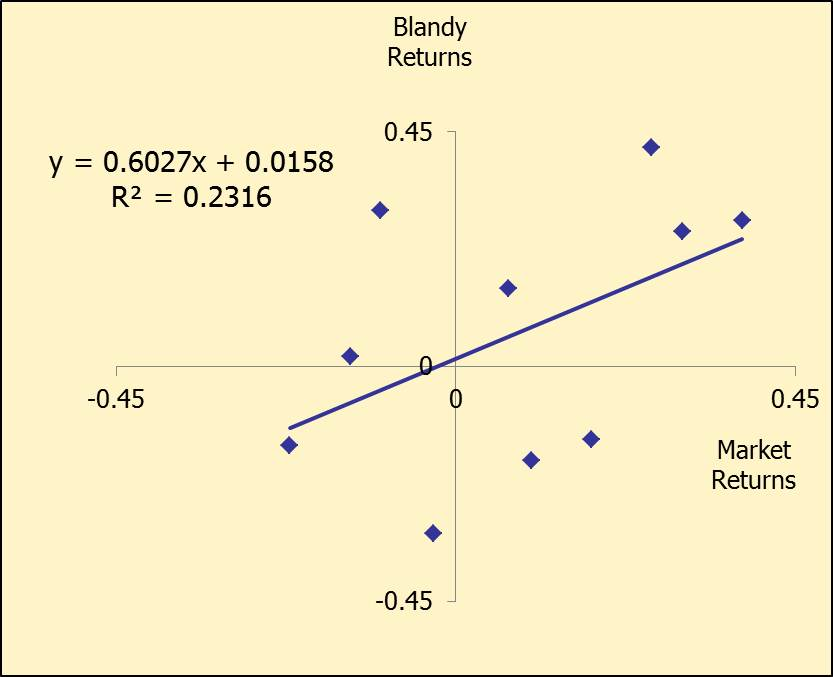 Blandy
Returns
0.45
y = 0.6027x + 0.0158
R² = 0.2316
0
-0.45
0
0.45
Market
Returns
-0.45